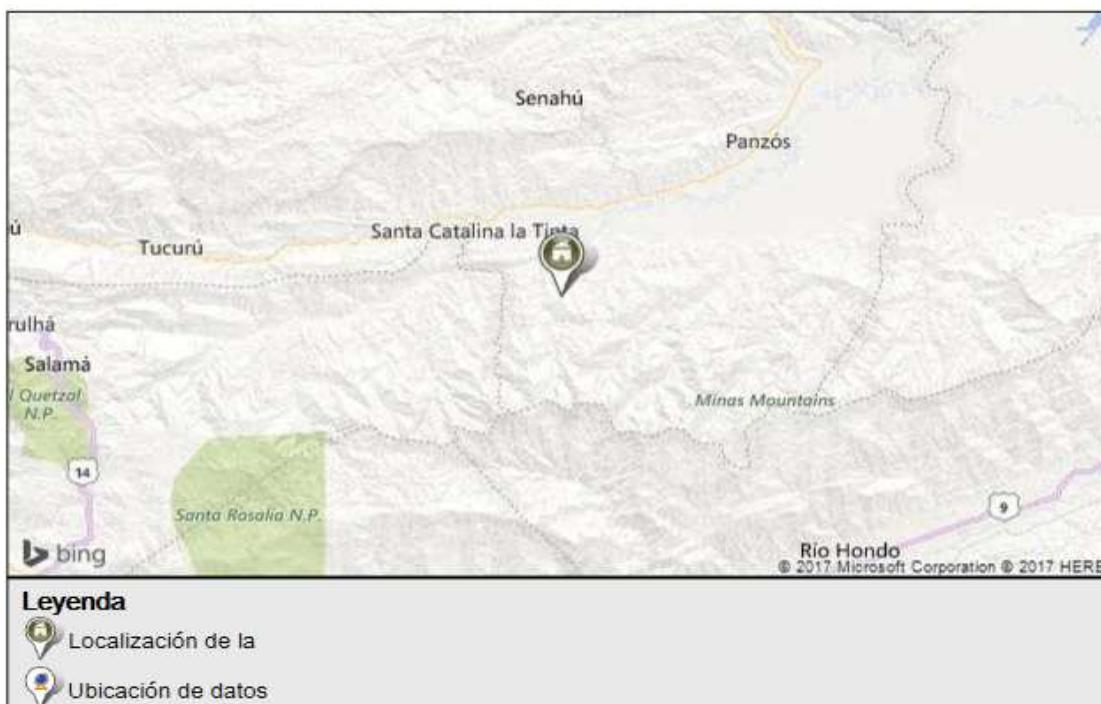 Senahú
Panzós
Santa Catalina la Tinta
ú
Tucurú
rulhá
Salamá
l Quetzal
N.P.
Minas Mountains
14
Santa Rosalia N.P.
9
bing
Río Hondo
© 2017 Microsoft Corporation © 2017 HERE
Leyenda
Localización de la
Ubicación de datos